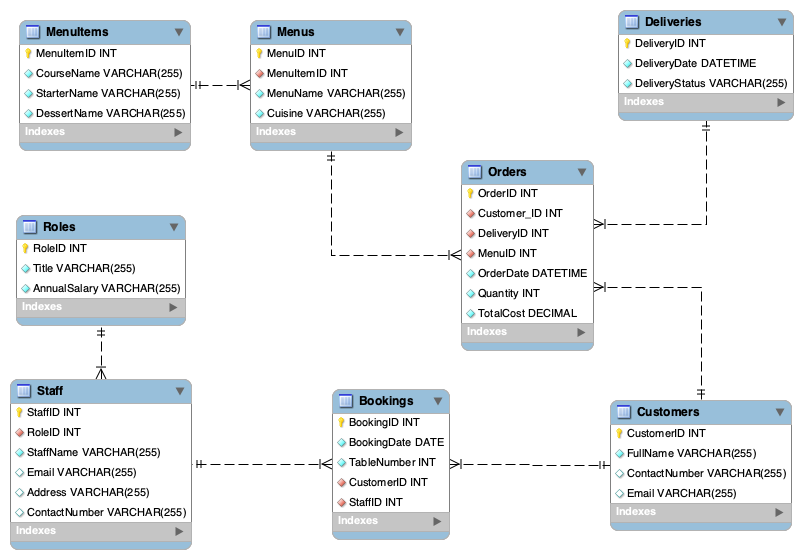 MenuItems
MenuItemID INT
CourseName VARCHAR(255)
StarterName VARCHAR(255)
DessertName VARCHAR(255)
Indexes
Menus
MenuID INT
MenuItemID INT
MenuName VARCHAR(255)
Cuisine VARCHAR(255)
Indexes
Deliveries
DeliveryID INT
DeliveryDate DATETIME
DeliveryStatus VARCHAR(255)
Indexes
Orders
OrderID INT
Customer_ID INT
DeliveryID INT
MenuID INT
OrderDate DATETIME
Quantity INT
TotalCost DECIMAL
Indexes
Roles
RoleID INT
Title VARCHAR(255)
AnnualSalary VARCHAR(255)
Indexes
Staff
StaffID INT
RoleID INT
StaffName VARCHAR(255)
Email VARCHAR(255)
Address VARCHAR(255)
ContactNumber VARCHAR(255)
Indexes
Bookings
BookingID INT
BookingDate DATE
TableNumber INT
CustomerID INT
StaffID INT
Indexes
Customers
CustomerID INT
FullName VARCHAR(255)
ContactNumber VARCHAR(255)
Email VARCHAR(255)
Indexes